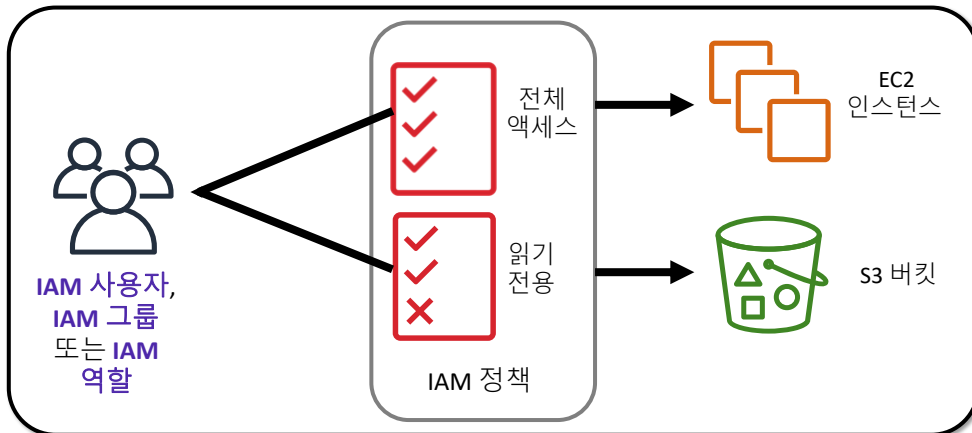 IAM 사용자,
IAM 그룹
또는 IAM
역할
전체
액세스
읽기
전용
IAM 정책
EC2
인스턴스
S3 버킷